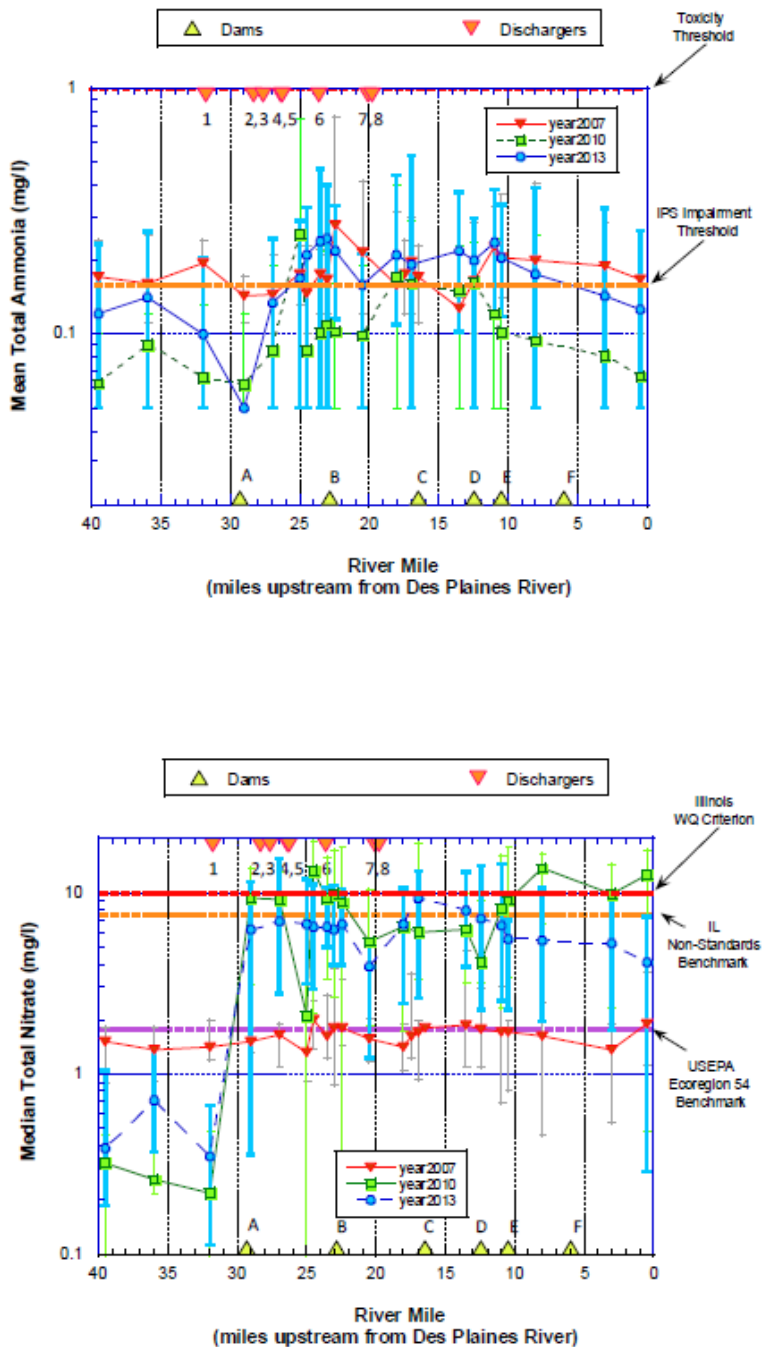 Toxicity
Threshold
Dams Dischargers
1
1 2,3 4,5 6 7,8
year2007
year2010
year2013
IPS Impairment
Threshold
Mean Total Ammonia (mg/l)
0.1
A B C D E F
40 35 30 25 20 15 10 5 0
River Mile
(miles upstream from Des Plaines River)
Dams Dischargers
Illinois
WQ Criterion
1 2,3 4,5 6 7,8
10
IL
Non-Standards
Benchmark
Modian Total Nitrate (mg/l)
1
USEPA
Ecoregion 54
Benchmark
year2007
year2010
year2013
A B C D E F
0.1
40 35 30 25 20 15 10 5 0
River Mile
(miles upstream from Des Plaines River)